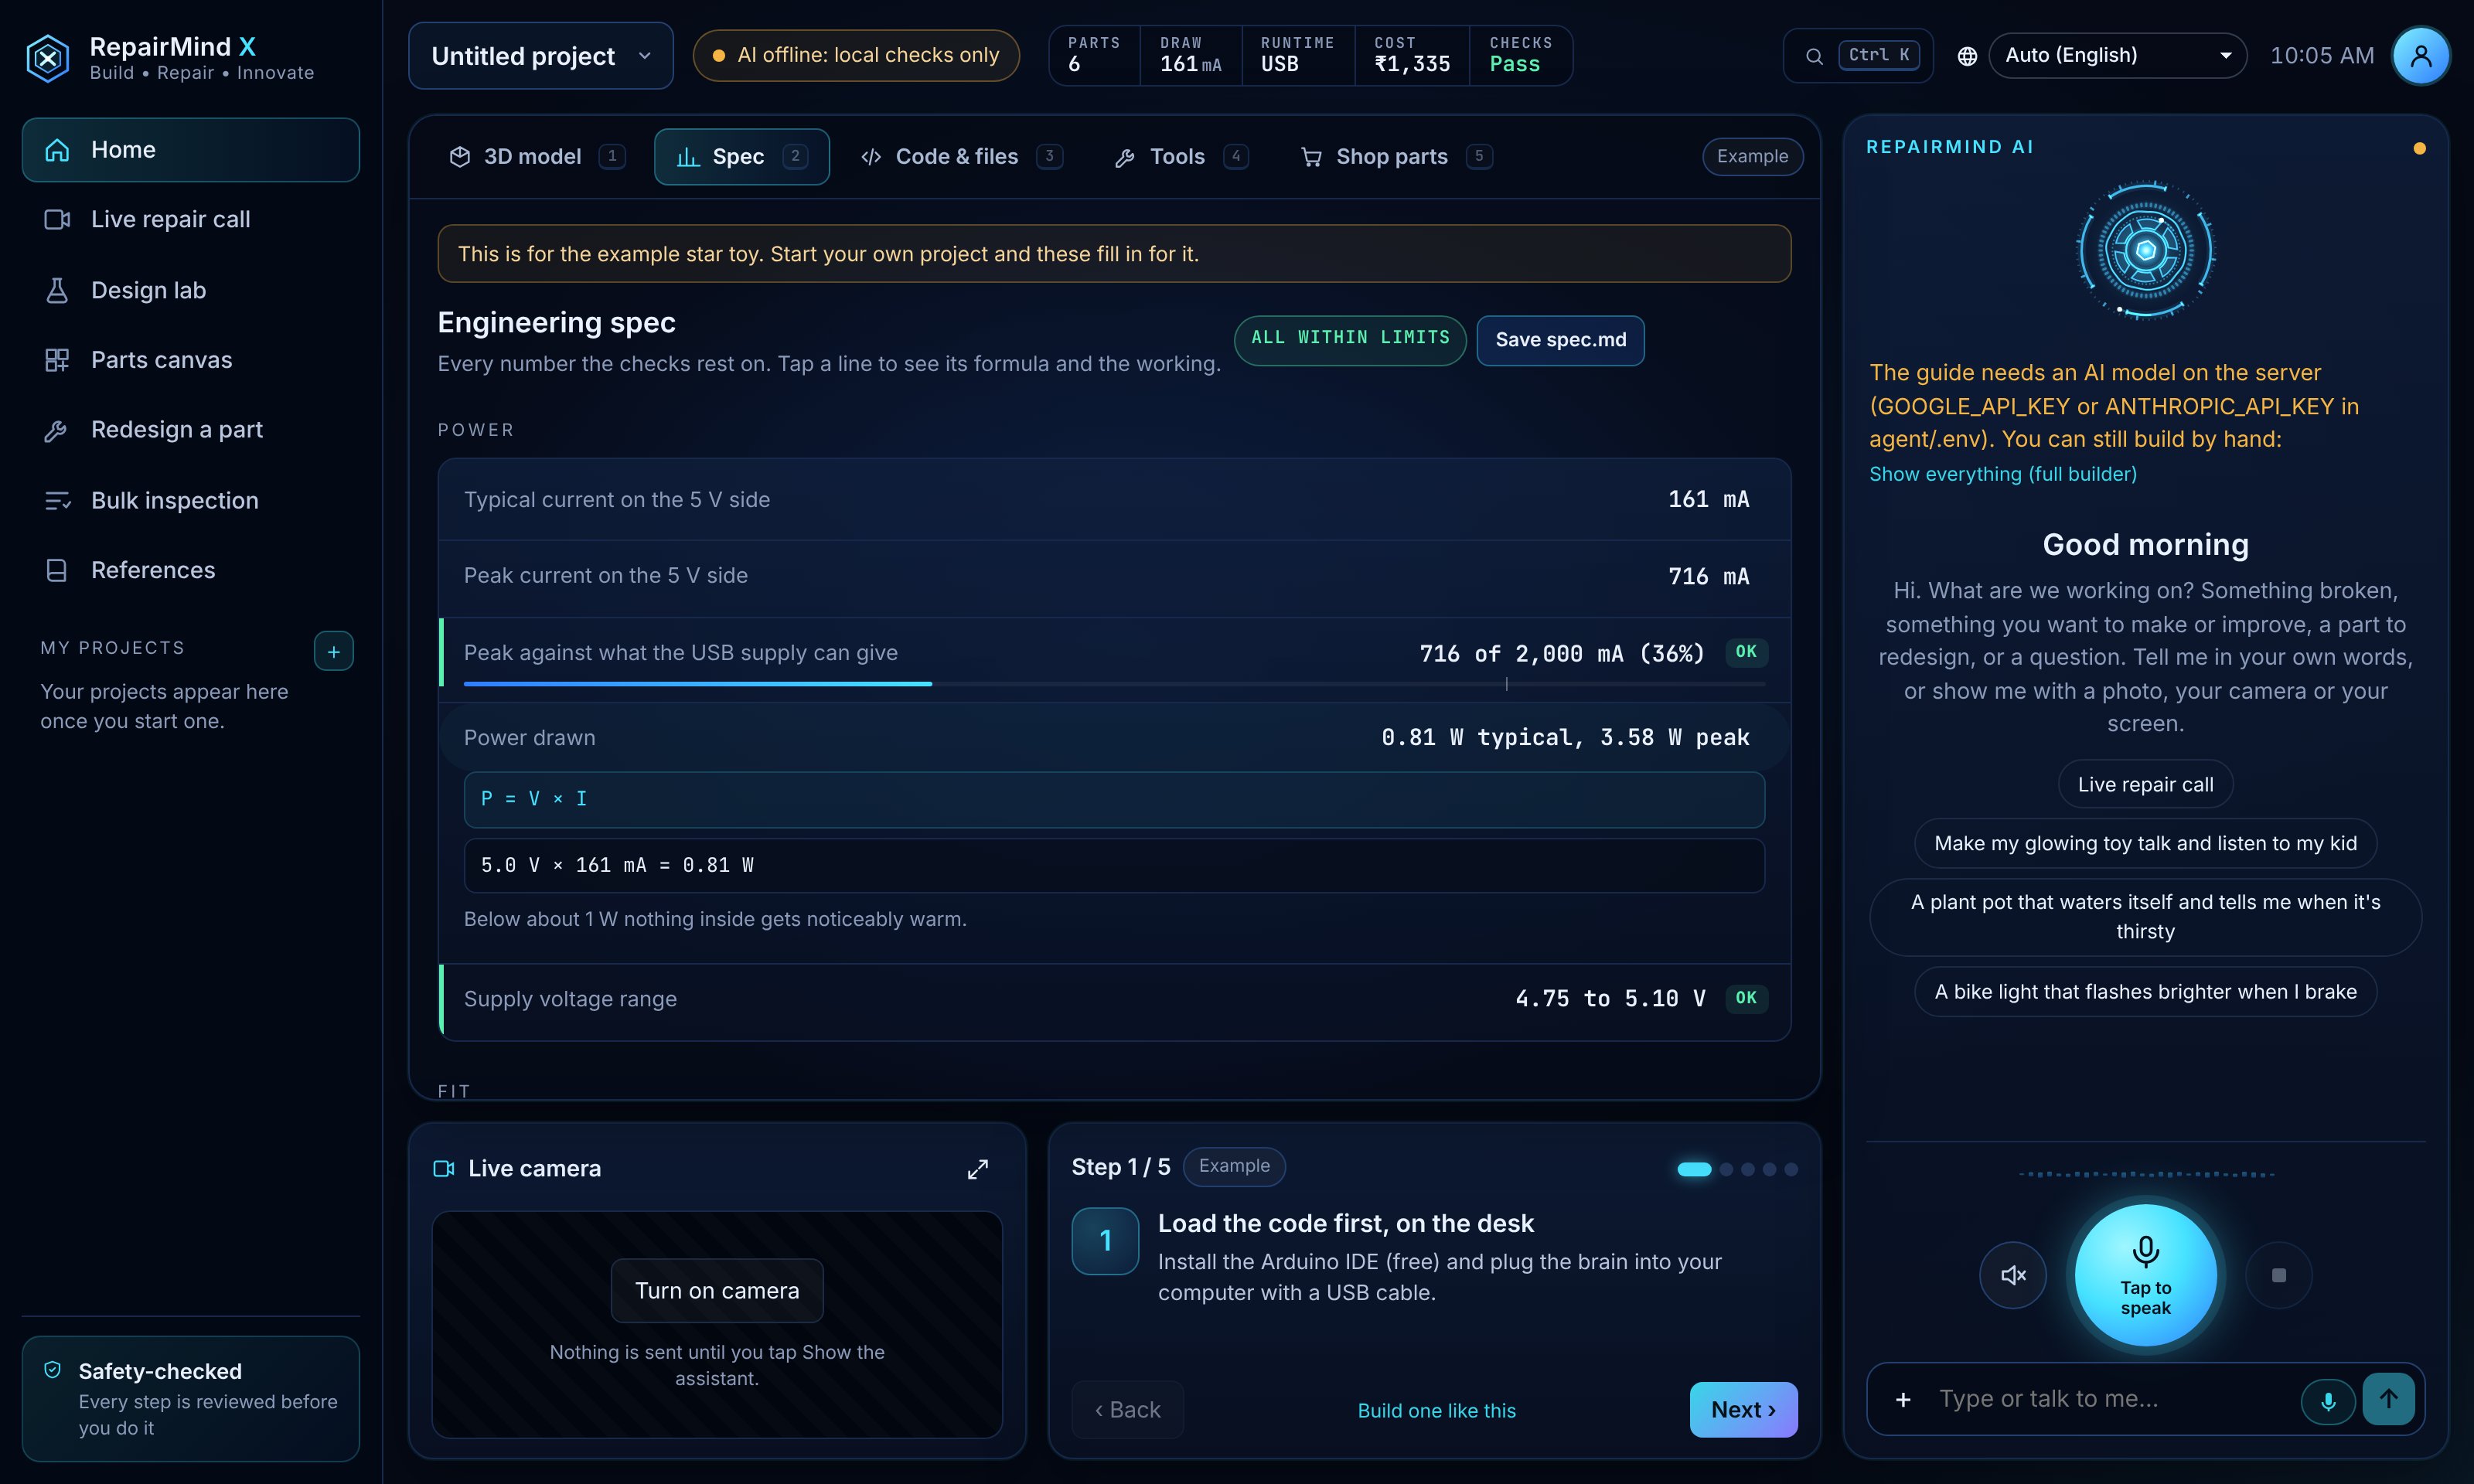 RepairMind X
Build • Repair • Innovate
Home
Live repair call
Design lab
Parts canvas
Redesign a part
Bulk inspection
References
MY PROJECTS
+
Your projects appear here
once you start one.
Safety-checked
Every step is reviewed before
you do it
Untitled project
AI offline: local checks only
PARTS
6
DRAW
161 mA
RUNTIME
USB
COST
₹1,335
CHECKS
Pass
Ctrl K
Auto (English)
10:05 AM
3D model 1
Spec 2
Code & files 3
Tools 4
Shop parts 5
Example
This is for the example star toy. Start your own project and these fill in for it.
Engineering spec
Every number the checks rest on. Tap a line to see its formula and the working.
ALL WITHIN LIMITS
Save spec.md
POWER
Typical current on the 5 V side 161 mA
Peak current on the 5 V side 716 mA
Peak against what the USB supply can give 716 of 2,000 mA (36%) OK
Power drawn 0.81 W typical, 3.58 W peak
P = V × I
5.0 V × 161 mA = 0.81 W
Below about 1 W nothing inside gets noticeably warm.
Supply voltage range 4.75 to 5.10 V OK
FIT
Live camera
Turn on camera
Nothing is sent until you tap Show the
assistant.
Step 1 / 5 Example
1
Load the code first, on the desk
Install the Arduino IDE (free) and plug the brain into your
computer with a USB cable.
‹ Back
Build one like this
Next ›
REPAIRMIND AI
The guide needs an AI model on the server
(GOOGLE_API_KEY or ANTHROPIC_API_KEY in
agent/.env). You can still build by hand:
Show everything (full builder)
Good morning
Hi. What are we working on? Something broken,
something you want to make or improve, a part to
redesign, or a question. Tell me in your own words,
or show me with a photo, your camera or your
screen.
Live repair call
Make my glowing toy talk and listen to my kid
A plant pot that waters itself and tells me when it's
thirsty
A bike light that flashes brighter when I brake
Tap to
speak
+ Type or talk to me...